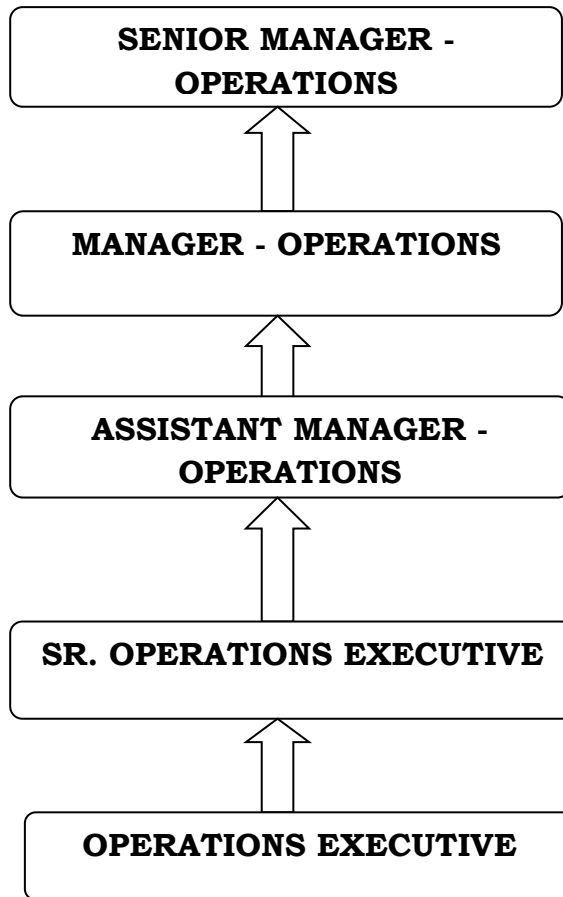 SENIOR MANAGER -
OPERATIONS
MANAGER - OPERATIONS
ASSISTANT MANAGER -
OPERATIONS
SR. OPERATIONS EXECUTIVE
OPERATIONS EXECUTIVE